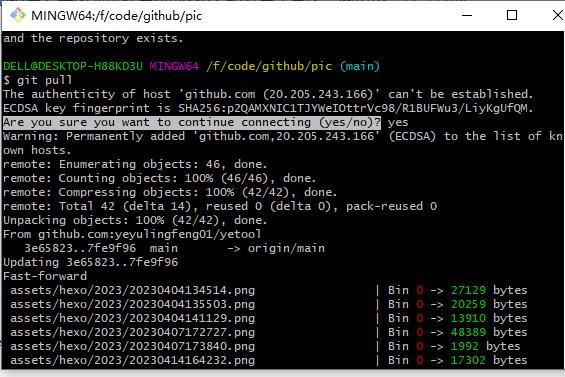 MINGW64:/f/code/github/pic
and the repository exists.
DELL@DESKTOP-H88KD3U MINGW64 /f/code/github/pic (main)
$ git pull
The authenticity of host 'github.com (20.205.243.166)' can't be established.
ECDSA key fingerprint is SHA256:p2QAMXNIC1TJYWeIOttrVc98/R1BUFWu3/LiyKgUfQM.
Are you sure you want to continue connecting (yes/no)? yes
Warning: Permanently added 'github.com,20.205.243.166' (ECDSA) to the list of kn
own hosts.
remote: Enumerating objects: 46, done.
remote: Counting objects: 100% (46/46), done.
remote: Compressing objects: 100% (42/42), done.
remote: Total 42 (delta 14), reused 0 (delta 0), pack-reused 0
Unpacking objects: 100% (42/42), done.
From github.com:yeyulingfeng01/yetool
   3e65823..7fe9f96  main       -> origin/main
Updating 3e65823..7fe9f96
Fast-forward
 assets/hexo/2023/20230404134514.png | Bin 0 -> 27129 bytes
 assets/hexo/2023/20230404135503.png | Bin 0 -> 20259 bytes
 assets/hexo/2023/20230404141129.png | Bin 0 -> 13910 bytes
 assets/hexo/2023/20230407172727.png | Bin 0 -> 48389 bytes
 assets/hexo/2023/20230407173840.png | Bin 0 -> 1992 bytes
 assets/hexo/2023/20230414164232.png | Bin 0 -> 17302 bytes